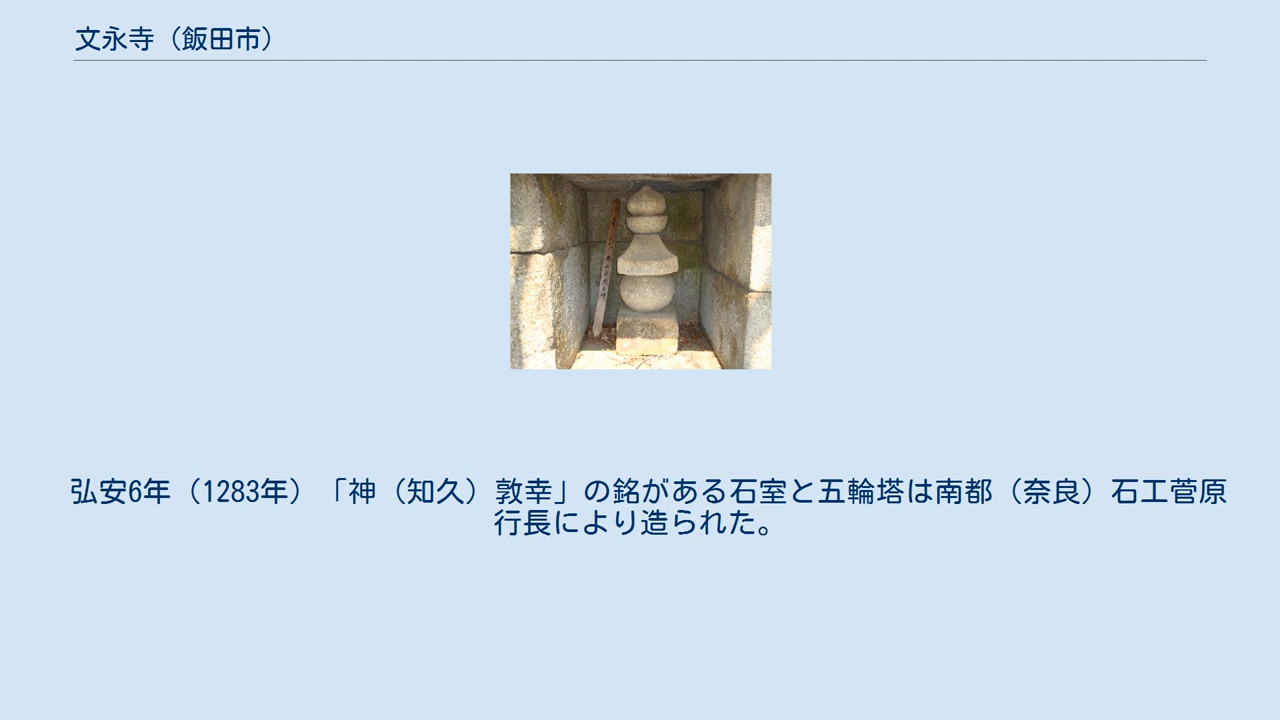 文永寺（飯田市）
弘安6年（1283年）「神（知久）敦幸」の銘がある石室と五輪塔は南都（奈良）石工菅原
行長により造られた。